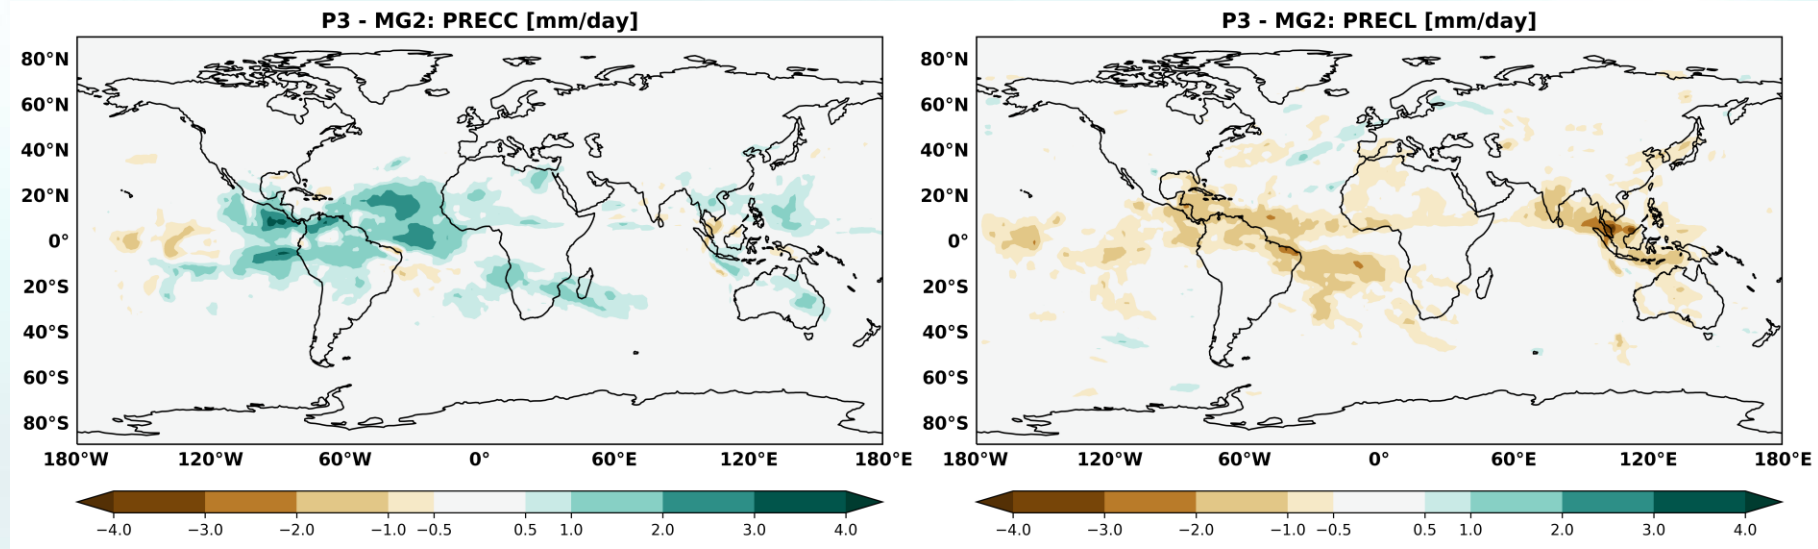 P3 - MG2: PRECC [mm/day]
80°N
60°N
40°N
20°N
0°
20°S
40°S
60°S
80°S
180°W 120°W 60°W 0° 60°E 120°E 180°E
−4.0 −3.0 −2.0 −1.0 −0.5 0.5 1.0 2.0 3.0 4.0
P3 - MG2: PRECL [mm/day]
80°N
60°N
40°N
20°N
0°
20°S
40°S
60°S
80°S
180°W 120°W 60°W 0° 60°E 120°E 180°E
−4.0 −3.0 −2.0 −1.0 −0.5 0.5 1.0 2.0 3.0 4.0